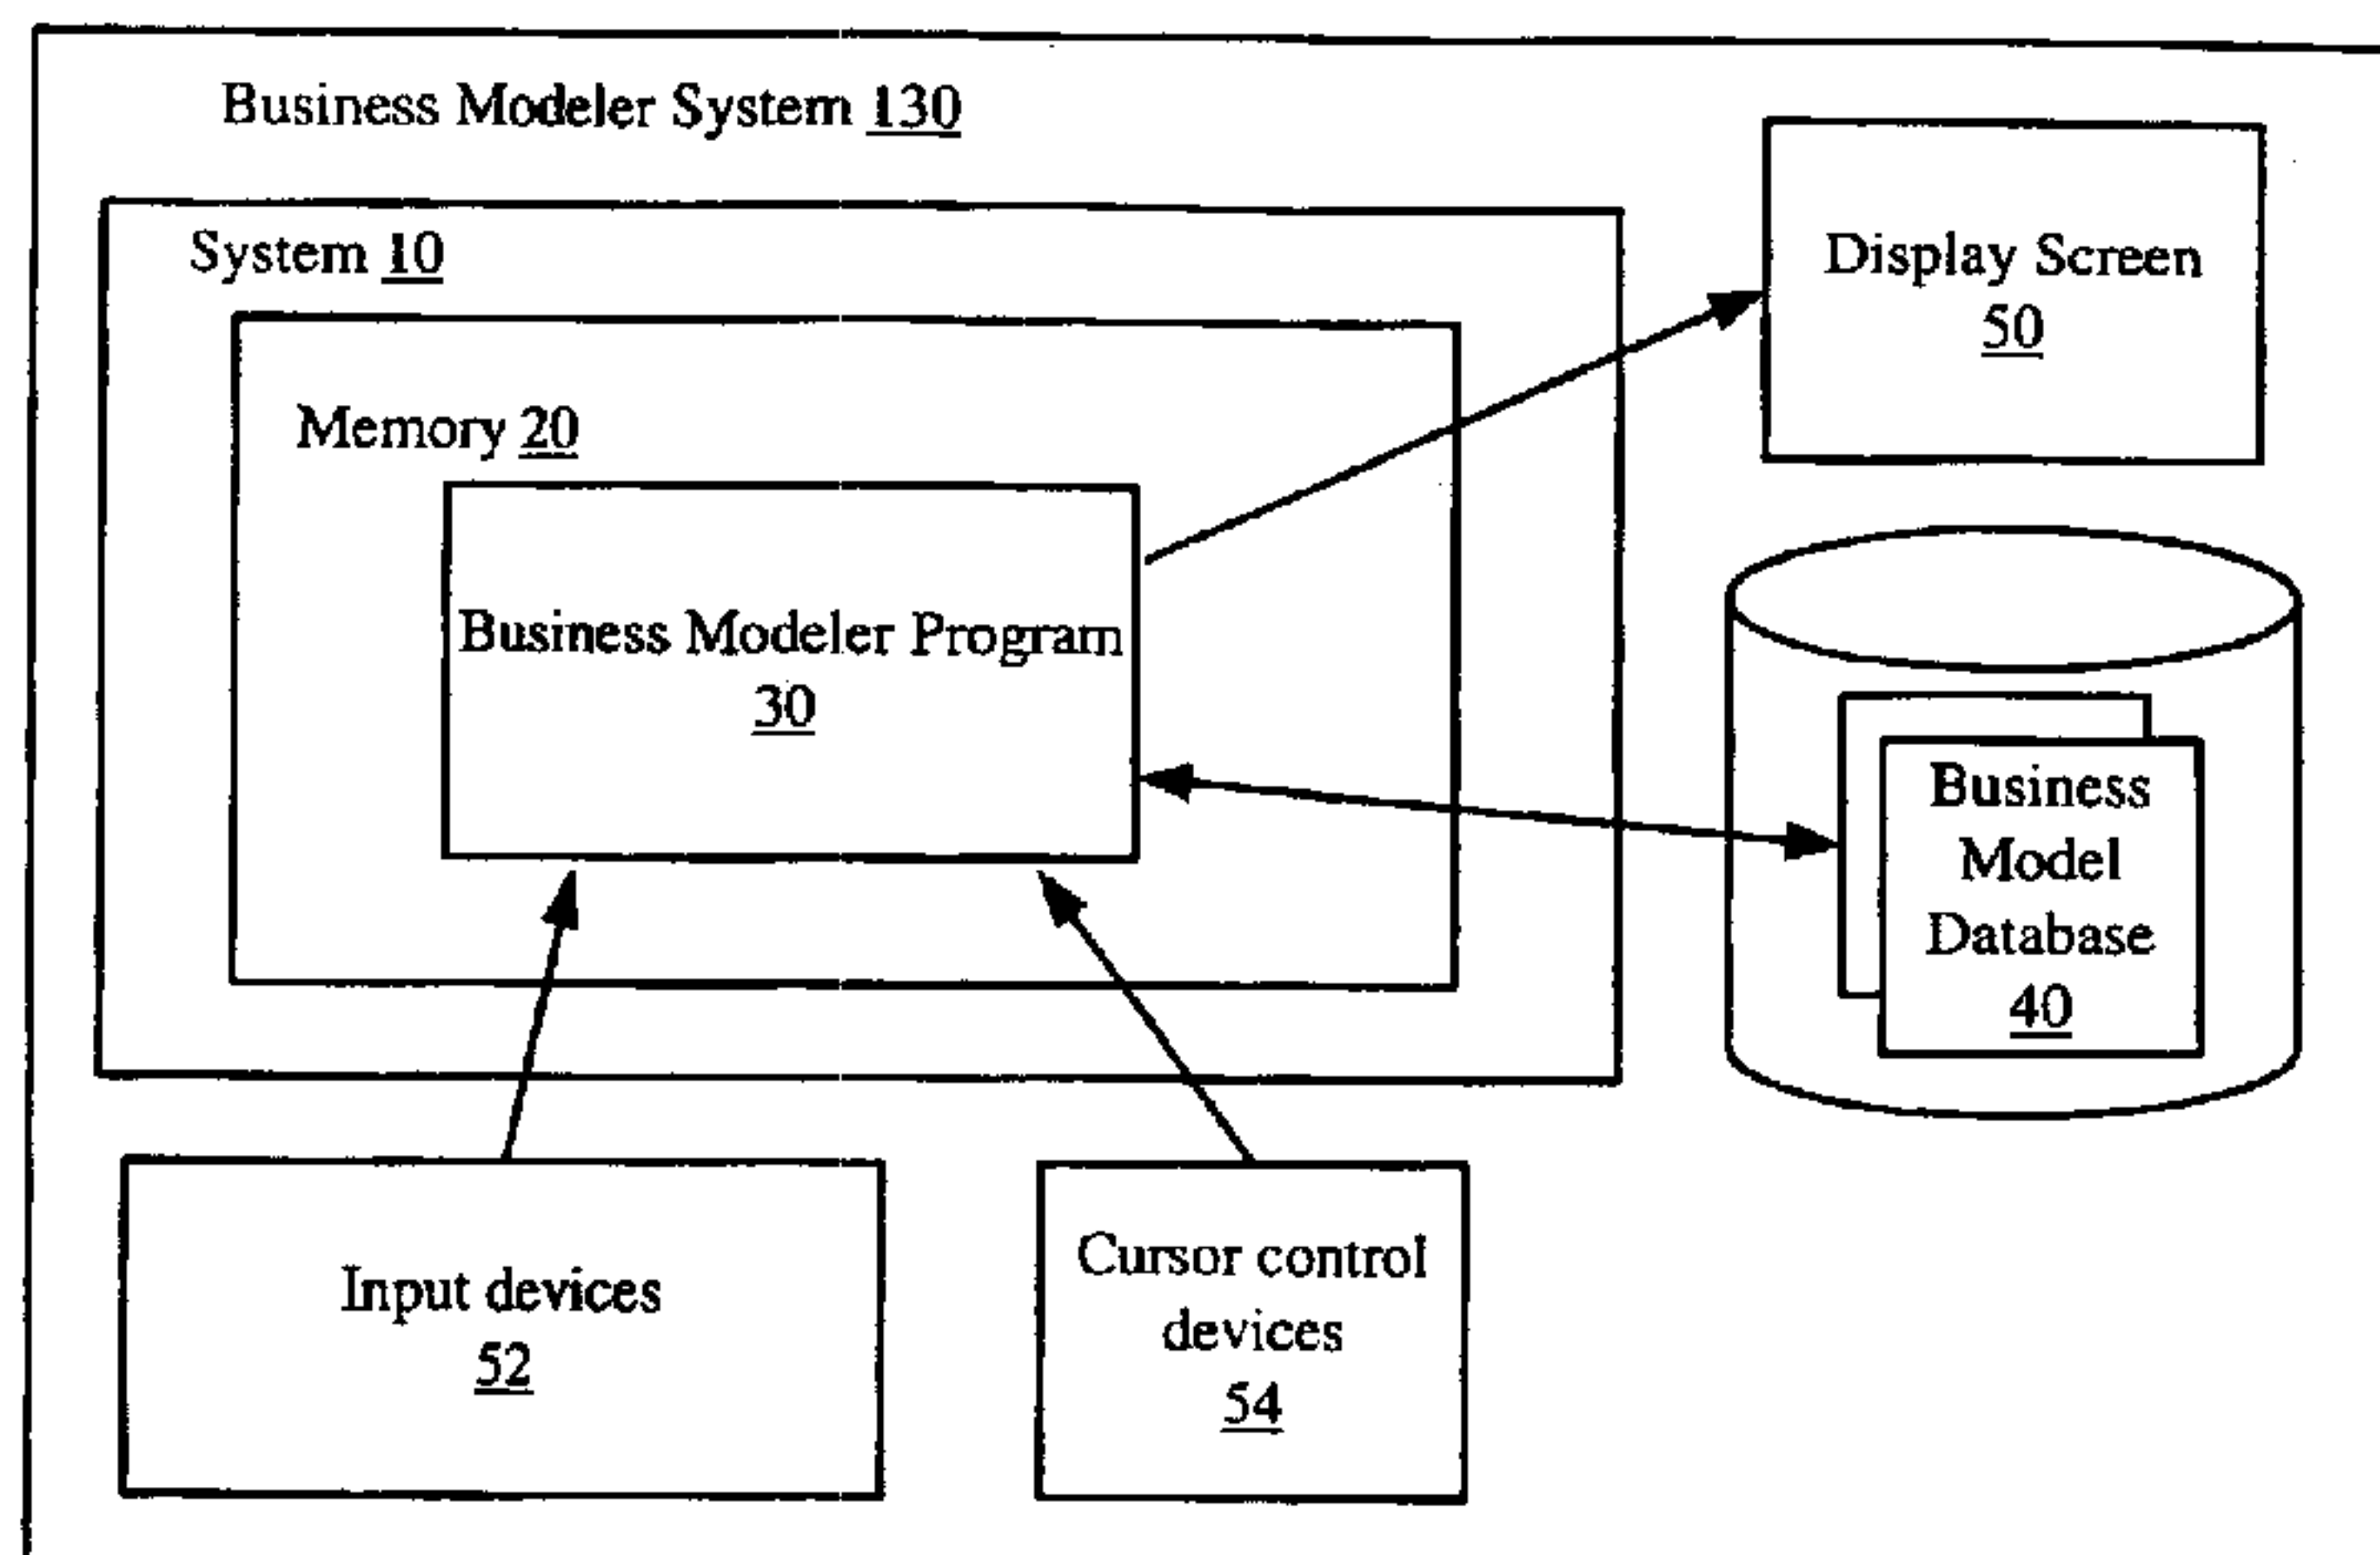 Business Modeler System 130
System 10
Memory 20
Business Modeler Program
30
Display Screen
50
Business
Model
Database
40
Input devices
52
Cursor control
devices
54